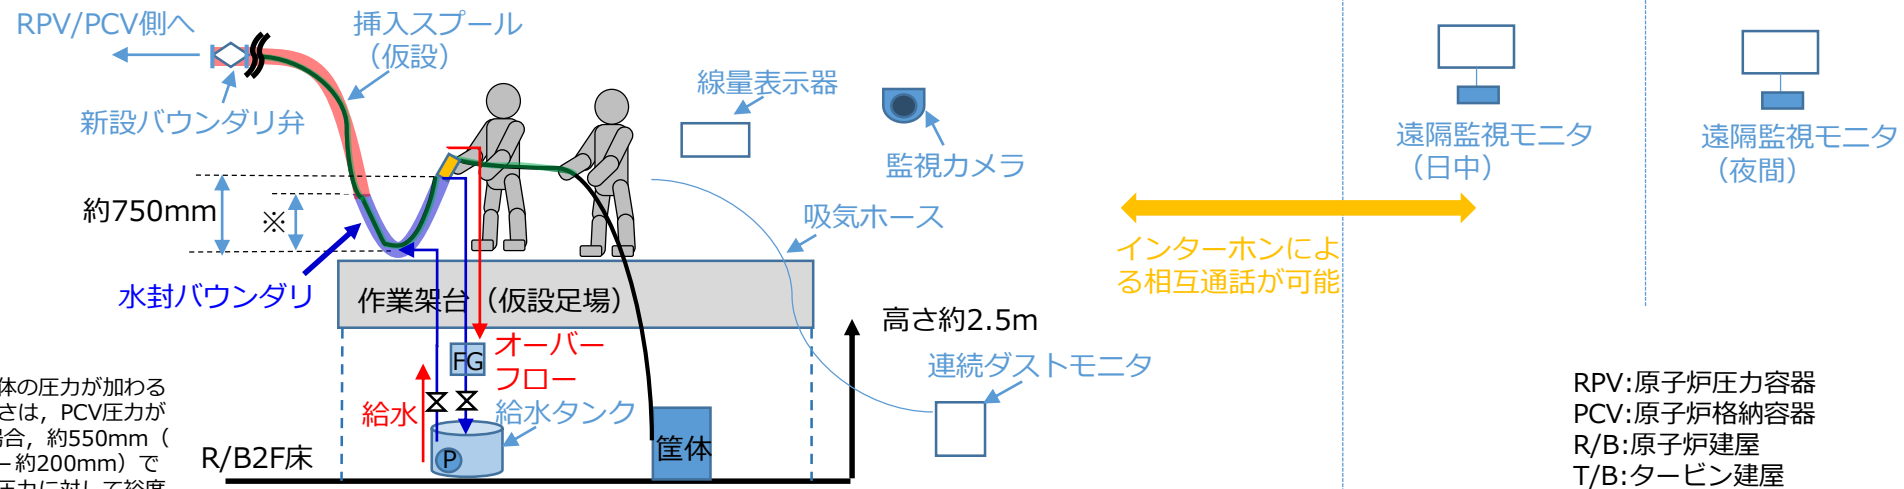 RPV/PCV側へ
挿入スプール
（仮設）
新設バウンダリ弁
線量表示器
監視カメラ
遠隔監視モニタ
（日中）
遠隔監視モニタ
（夜間）
約750mm
※
吸気ホース
インターホンによ
る相互通話が可能
水封バウンダリ
作業架台（仮設足場）
高さ約2.5m
FG
オーバー
フロー
連続ダストモニタ
給水
給水タンク
P
筐体
R/B2F床
体の圧力が加わる
さは，PCV圧力が
場合，約550mm（
－約200mm）で
圧力に対して裕度
RPV:原子炉圧力容器
PCV:原子炉格納容器
R/B:原子炉建屋
T/B:タービン建屋